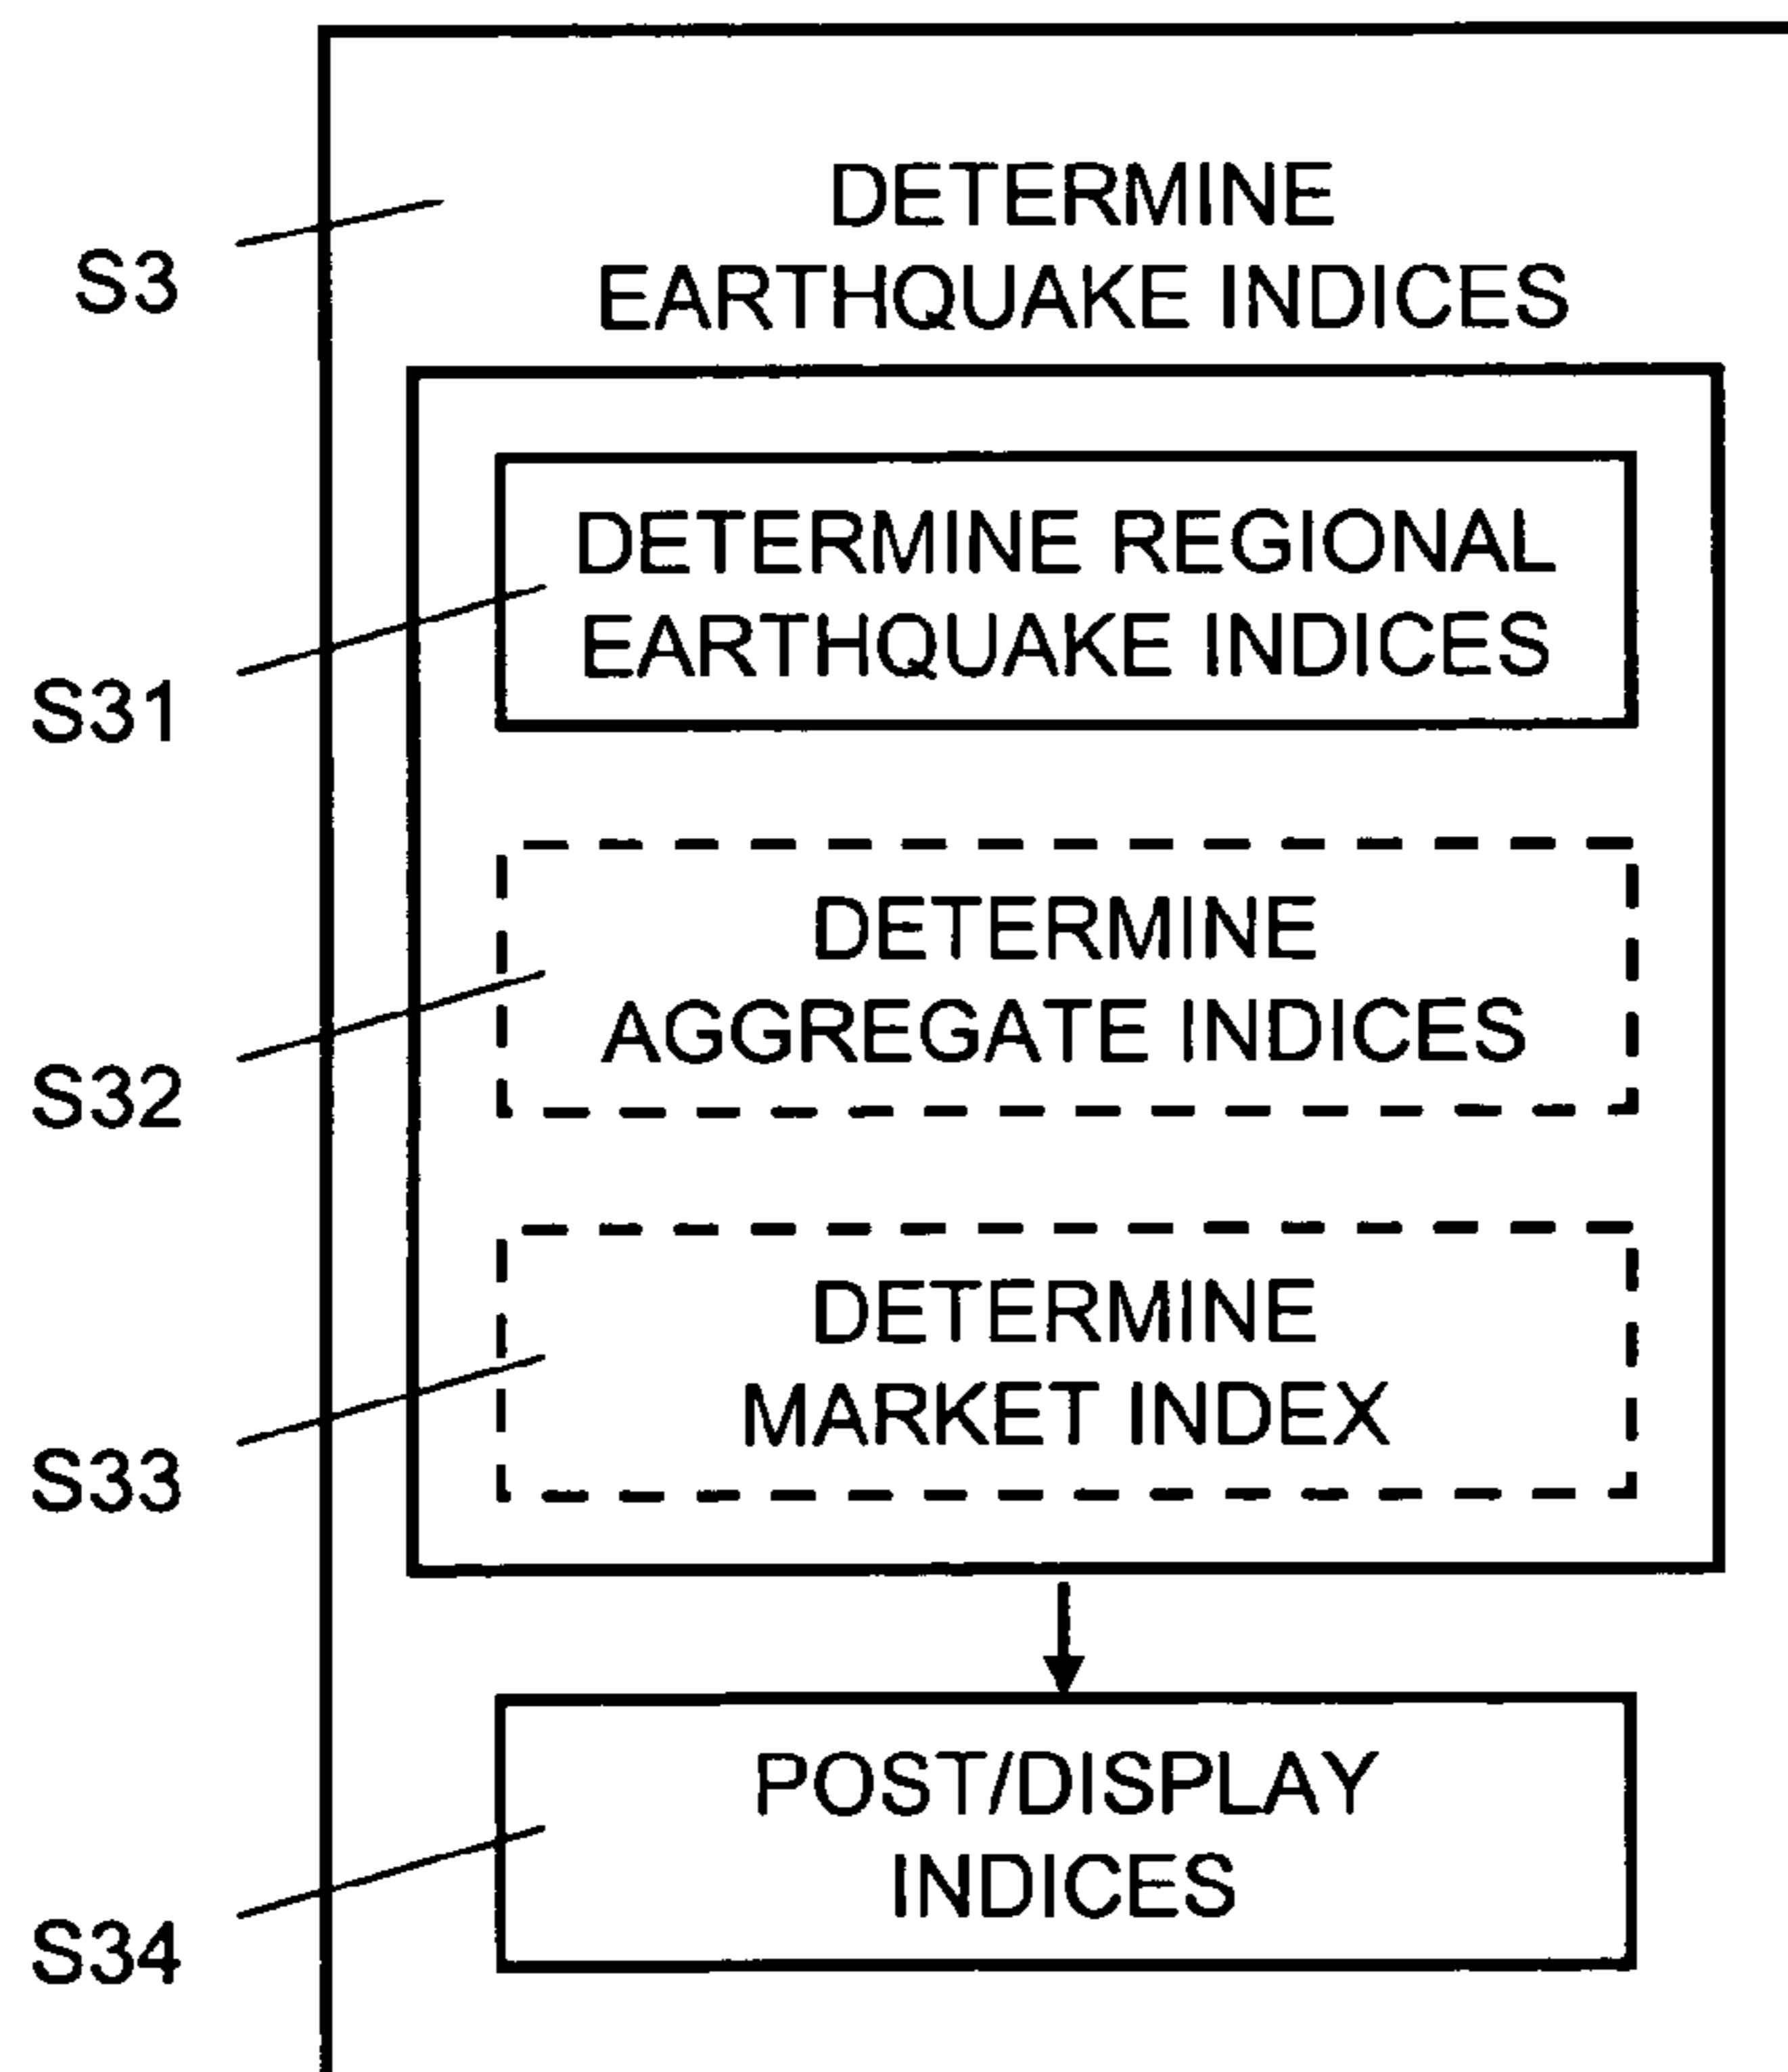 DETERMINE
EARTHQUAKE INDICES
S3
DETERMINE REGIONAL
EARTHQUAKE INDICES
S31
DETERMINE
AGGREGATE INDICES
S32
DETERMINE
MARKET INDEX
S33
POST/DISPLAY
INDICES
S34